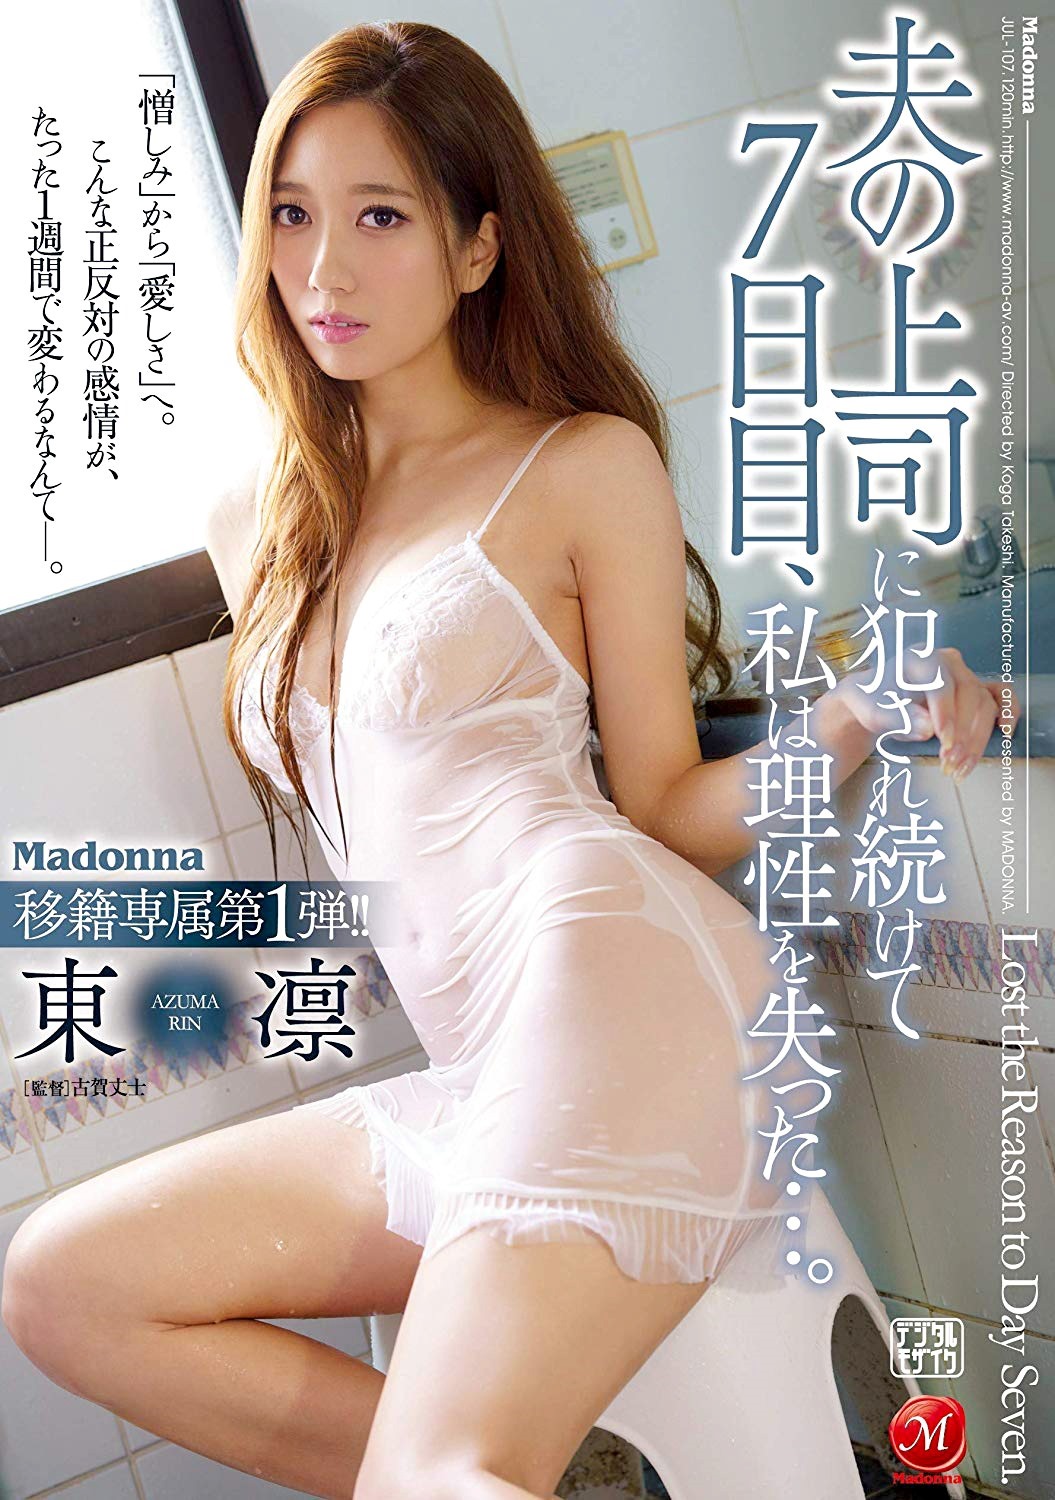 Madonna
JUL-107.120min.http://www.madonna-av.com/ Directed by Koga Takeshi. Manufactured and presented by MADONNA.
Lost the Reason to Day Seven.
夫の上司に犯され続けて
7日目、私は理性を失った…。
「憎しみ」から「愛しさ」へ。
こんな正反対の感情が、
たった1週間で変わるなんて―。
Madonna
移籍専属第1弾!!
東凛
AZUMA
RIN
[監督]古賀丈士
デジタル
モザイク
M
Madonna